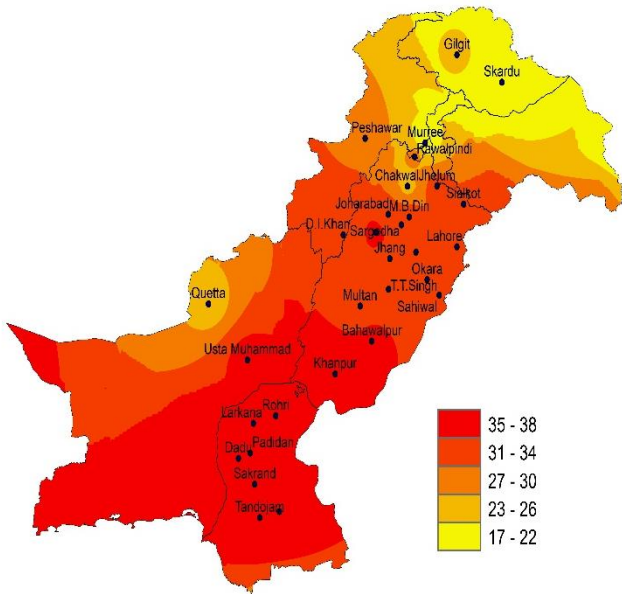 Gilgit
Skardu
Murree
Peshawar
Rawalpindi
Chakwal
Jhelum
Sialkot
Joharabad
M.B.Din
D.I.Khan
Sargodha
Lahore
Jhang
Okara
T.T.Singh
Quetta
Multan
Sahiwal
Bahawalpur
Usta Muhammad
Khanpur
Rohri
Larkana
Padidan
Dadu
Sakrand
Tandojam
35 - 38
31 - 34
27 - 30
23 - 26
17 - 22